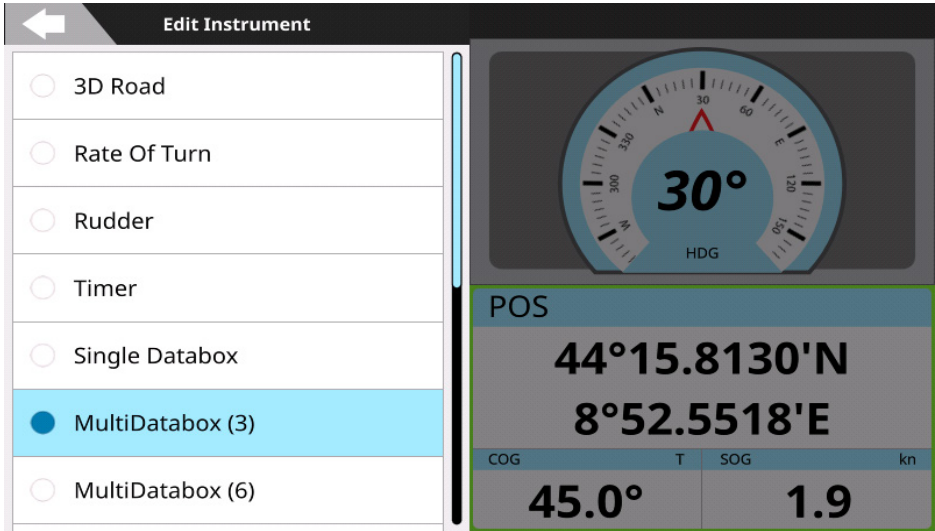 Edit Instrument
3D Road
Rate Of Turn
Rudder
Timer
Single Databox
MultiDatabox (3)
MultiDatabox (6)
W 300 330 N 30 60 E 120 150
30°
HDG
POS
44°15.8130'N
8°52.5518'E
COG T SOG kn
45.0° 1.9